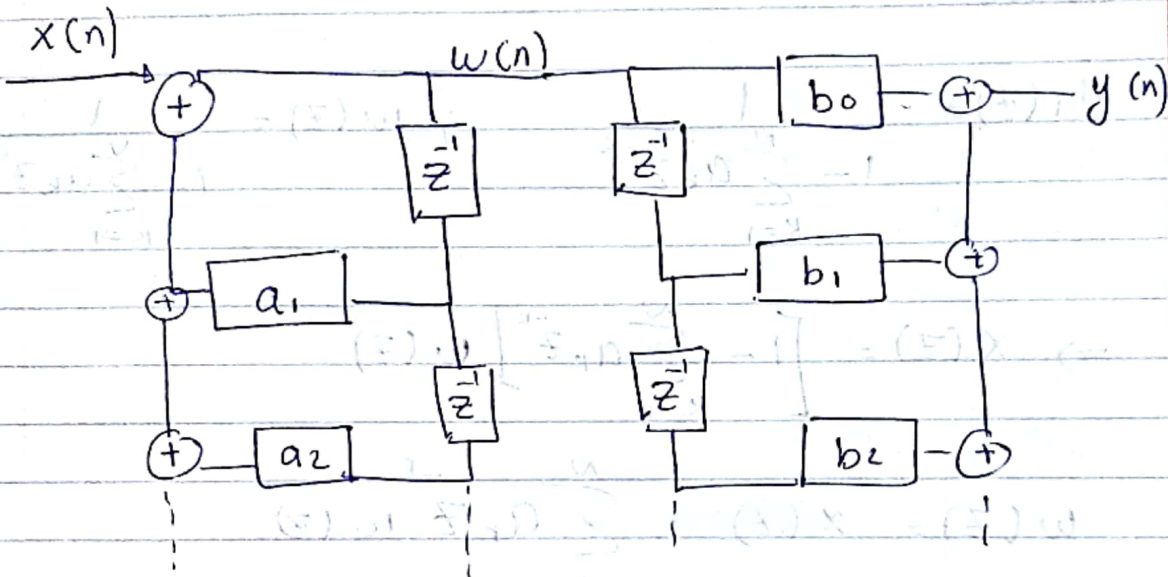 x(n)
w(n)
b₀
+
y(n)
+
z⁻¹
z⁻¹
+
a₁
b₁
+
z⁻¹
z⁻¹
+
a₂
b₂
+